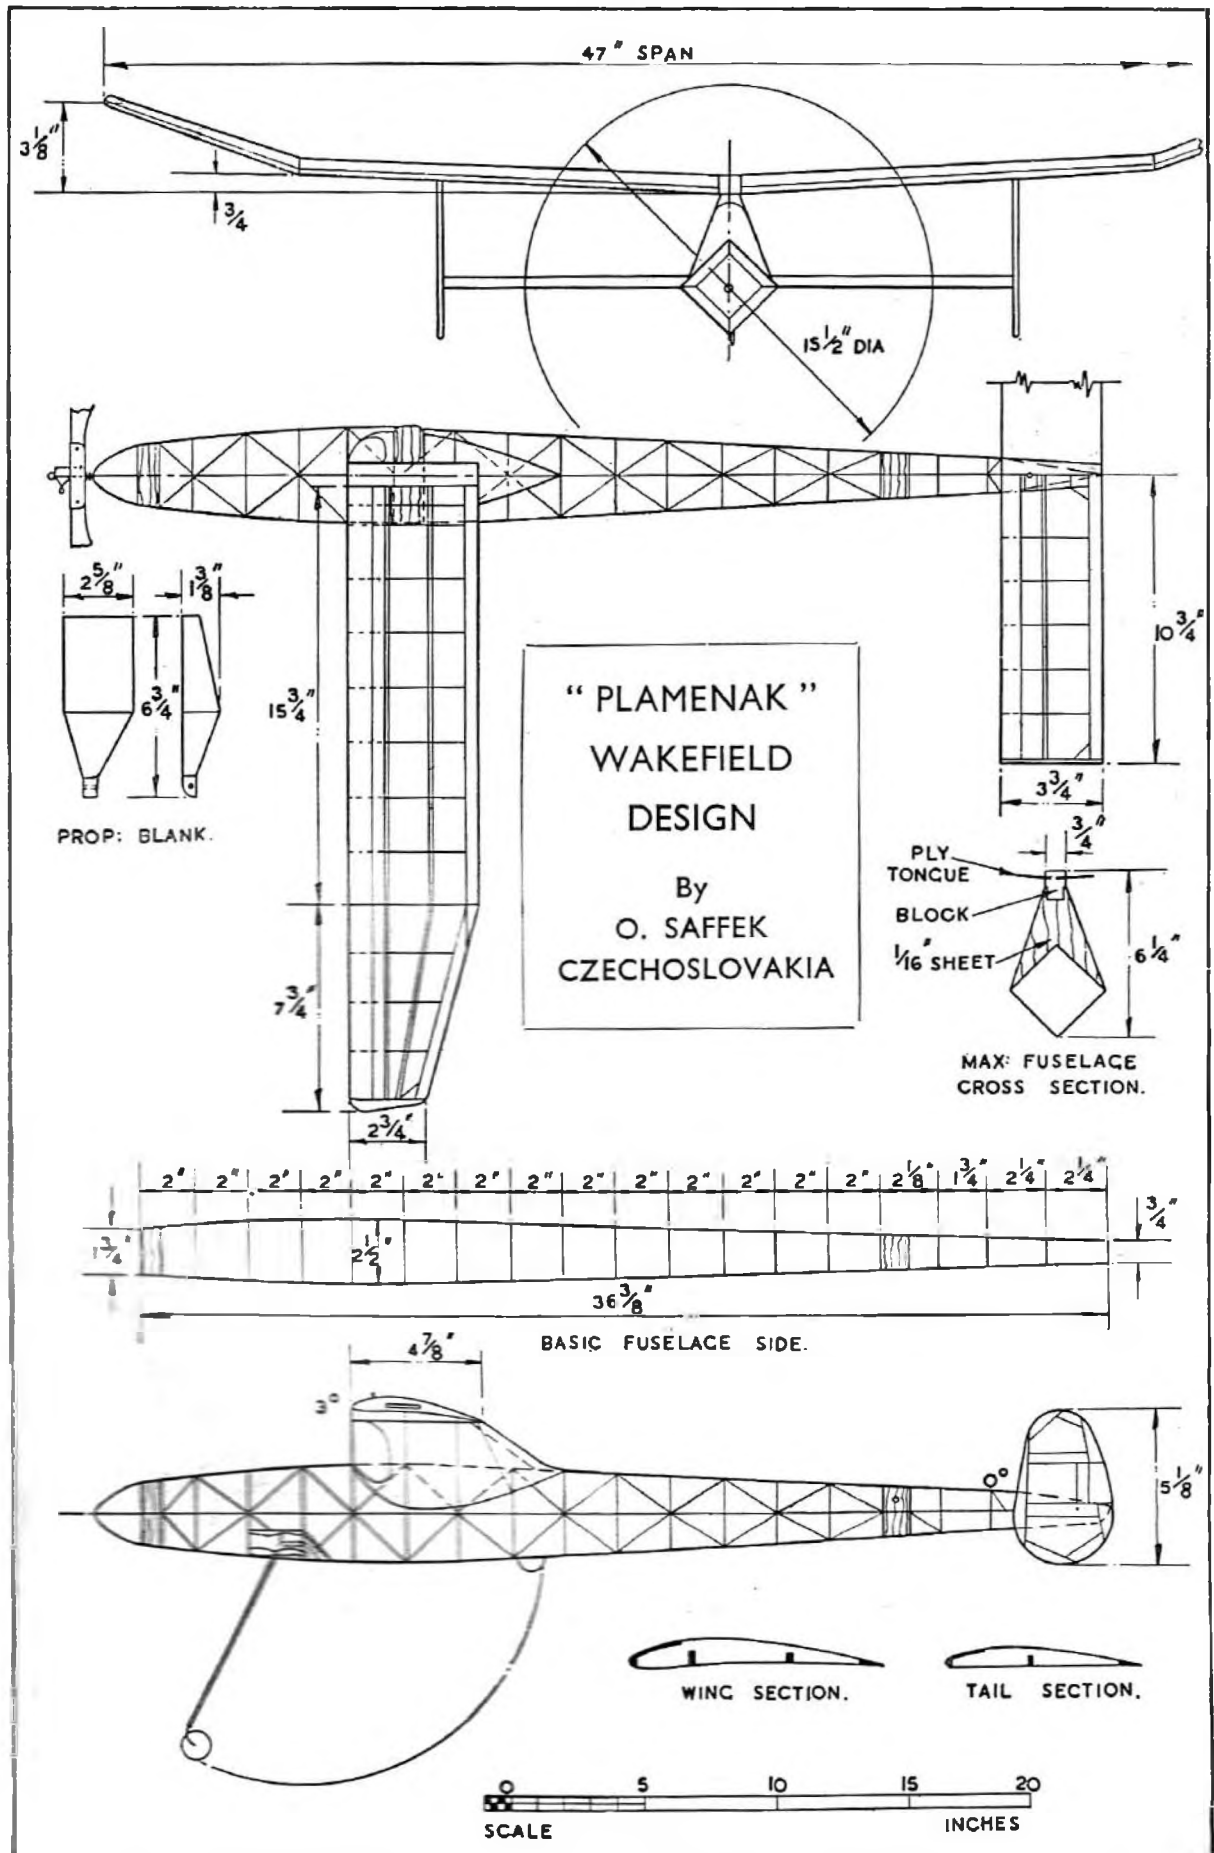 47" SPAN
3 1/8"
3/4
15 1/2" DIA
2 5/8"
1 3/8"
6 3/4"
PROP: BLANK.
15 3/4"
7 3/4"
2 3/4"
10 3/4"
3 3/4"
"PLAMENAK"
WAKEFIELD
DESIGN
By
O. SAFFEK
CZECHOSLOVAKIA
3/4"
PLY
TONGUE
BLOCK
1/16" SHEET
6 1/4"
MAX: FUSELAGE
CROSS SECTION.
2" 2" 2" 2" 2" 2" 2" 2" 2" 2" 2" 2" 2" 2" 2 1/8" 1 3/4" 2 1/4" 2 1/4"
1 3/4"
2 1/2"
3/4"
36 3/8"
BASIC FUSELAGE SIDE.
4 7/8"
3°
0°
5 1/8"
WING SECTION.
TAIL SECTION.
0 5 10 15 20
SCALE
INCHES